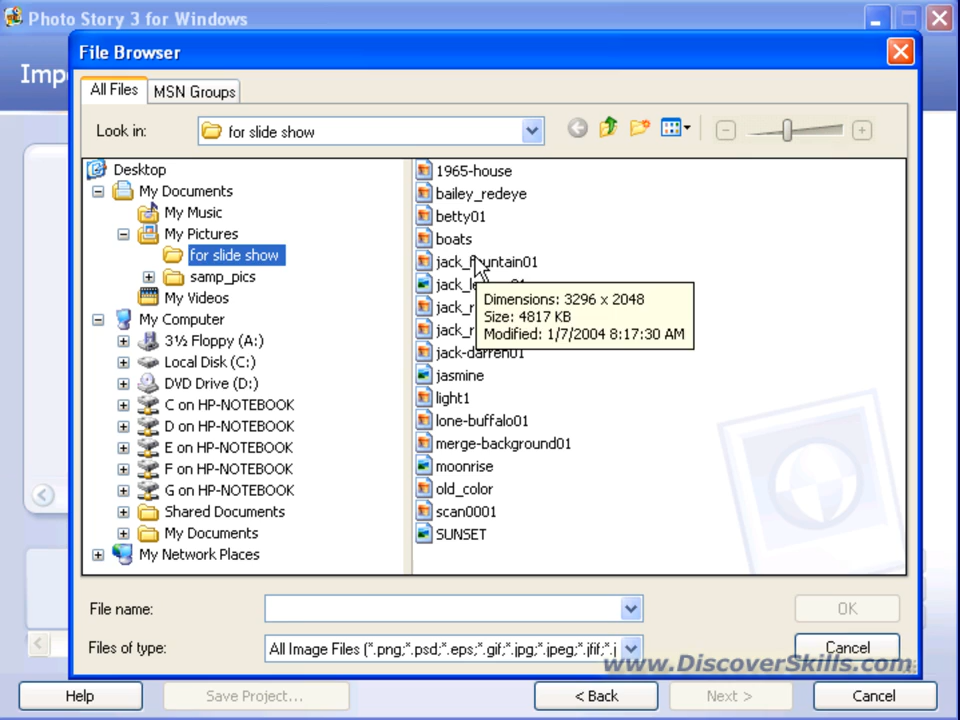 Photo Story 3 for Windows
File Browser
All Files
MSN Groups
Look in:
for slide show
Desktop
My Documents
My Music
My Pictures
for slide show
samp_pics
My Videos
My Computer
3½ Floppy (A:)
Local Disk (C:)
DVD Drive (D:)
C on HP-NOTEBOOK
D on HP-NOTEBOOK
E on HP-NOTEBOOK
F on HP-NOTEBOOK
G on HP-NOTEBOOK
Shared Documents
My Documents
My Network Places
1965-house
bailey_redeye
betty01
boats
jack_fountain01
Dimensions: 3296 x 2048
Size: 4817 KB
Modified: 1/7/2004 8:17:30 AM
jack-darren01
jasmine
light1
lone-buffalo01
merge-background01
moonrise
old_color
scan0001
SUNSET
File name:
OK
Files of type:
All Image Files (*.png;*.psd;*.eps;*.gif;*.jpg;*.jpeg;*.jfif;*.j
Cancel
www.DiscoverSkills.com
Help
Save Project...
< Back
Next >
Cancel